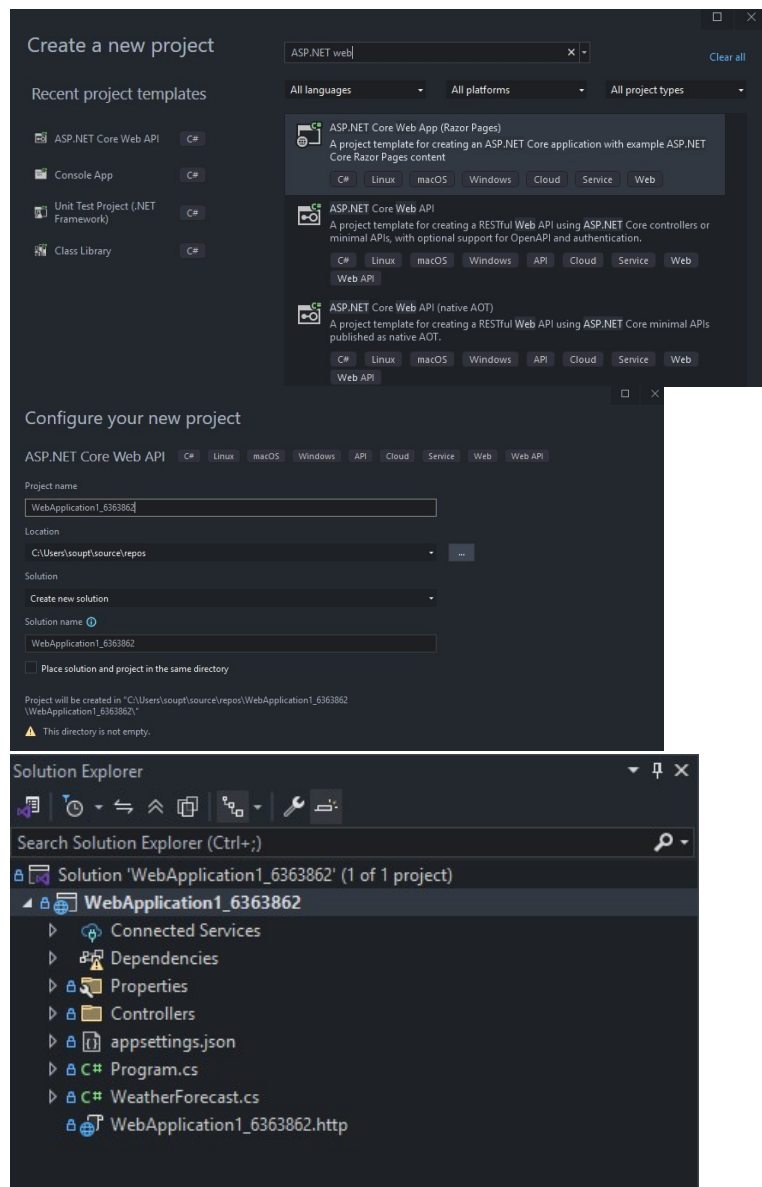 Create a new project
ASP.NET web
Clear all
Recent project templates
All languages
All platforms
All project types
ASP.NET Core Web API C#
Console App C#
Unit Test Project (.NET
Framework) C#
Class Library C#
ASP.NET Core Web App (Razor Pages)
A project template for creating an ASP.NET Core application with example ASP.NET
Core Razor Pages content
C# Linux macOS Windows Cloud Service Web
ASP.NET Core Web API
A project template for creating a RESTful Web API using ASP.NET Core controllers or
minimal APIs, with optional support for OpenAPI and authentication.
C# Linux macOS Windows API Cloud Service Web
Web API
ASP.NET Core Web API (native AOT)
A project template for creating a RESTful Web API using ASP.NET Core minimal APIs
published as native AOT.
C# Linux macOS Windows API Cloud Service Web
Web API
Configure your new project
ASP.NET Core Web API C# Linux macOS Windows API Cloud Service Web Web API
Project name
WebApplication1_6363862
Location
C:\Users\soupt\source\repos
...
Solution
Create new solution
Solution name
WebApplication1_6363862
Place solution and project in the same directory
Project will be created in "C:\Users\soupt\source\repos\WebApplication1_6363862
\WebApplication1_6363862\"
This directory is not empty.
Solution Explorer
Search Solution Explorer (Ctrl+;)
Solution 'WebApplication1_6363862' (1 of 1 project)
WebApplication1_6363862
Connected Services
Dependencies
Properties
Controllers
appsettings.json
C# Program.cs
C# WeatherForecast.cs
WebApplication1_6363862.http